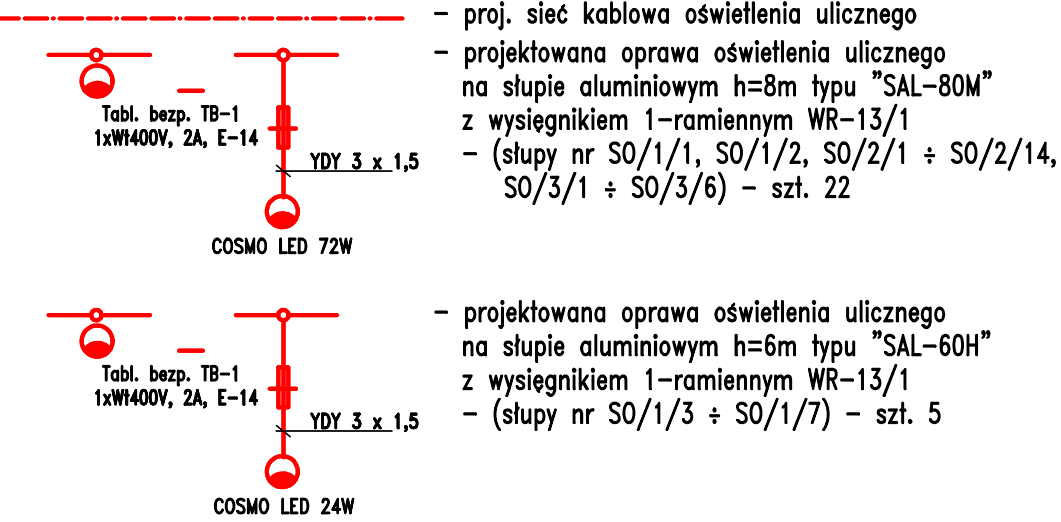 - proj. sieć kablowa oświetlenia ulicznego
- projektowana oprawa oświetlenia ulicznego
na słupie aluminiowym h=8m typu "SAL-80M"
z wysięgnikiem 1-ramiennym WR-13/1
- (słupy nr SO/1/1, SO/1/2, SO/2/1 ÷ SO/2/14,
SO/3/1 ÷ SO/3/6) - szt. 22
Tabl. bezp. TB-1
1xWt400V, 2A, E-14
YDY 3 x 1,5
COSMO LED 72W
- projektowana oprawa oświetlenia ulicznego
na słupie aluminiowym h=6m typu "SAL-60H"
z wysięgnikiem 1-ramiennym WR-13/1
- (słupy nr SO/1/3 ÷ SO/1/7) - szt. 5
Tabl. bezp. TB-1
1xWt400V, 2A, E-14
YDY 3 x 1,5
COSMO LED 24W